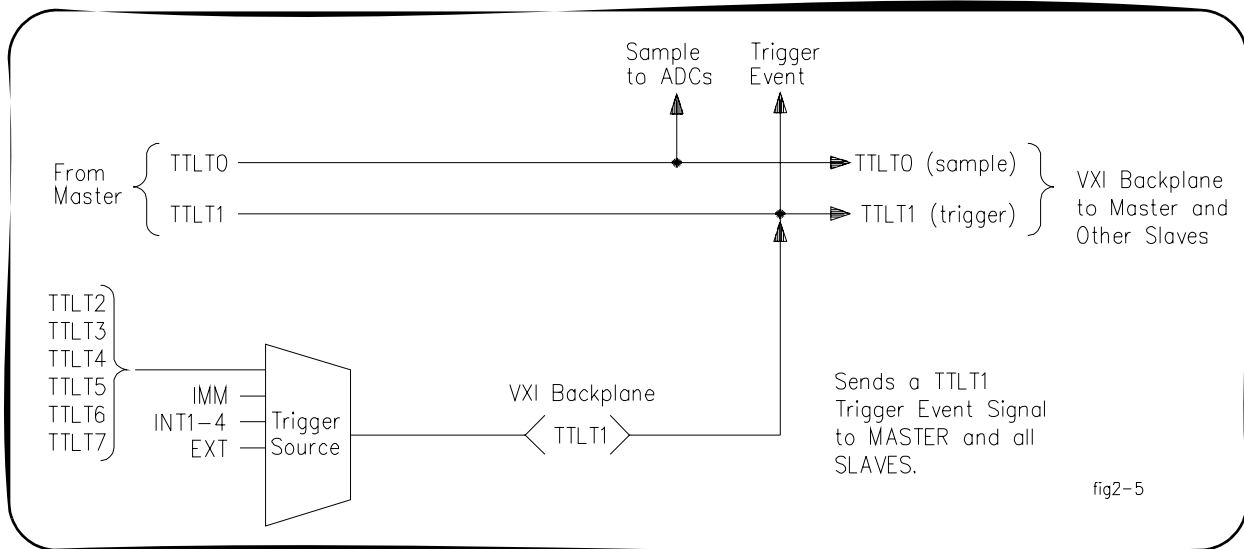 Sample
to ADCs
Trigger
Event
From
Master
TTLT0
TTLT1
TTLT0 (sample)
TTLT1 (trigger)
VXI Backplane
to Master and
Other Slaves
TTLT2
TTLT3
TTLT4
TTLT5
TTLT6
TTLT7
IMM
INT1-4
EXT
Trigger
Source
VXI Backplane
TTLT1
Sends a TTLT1
Trigger Event Signal
to MASTER and all
SLAVES.
fig2-5